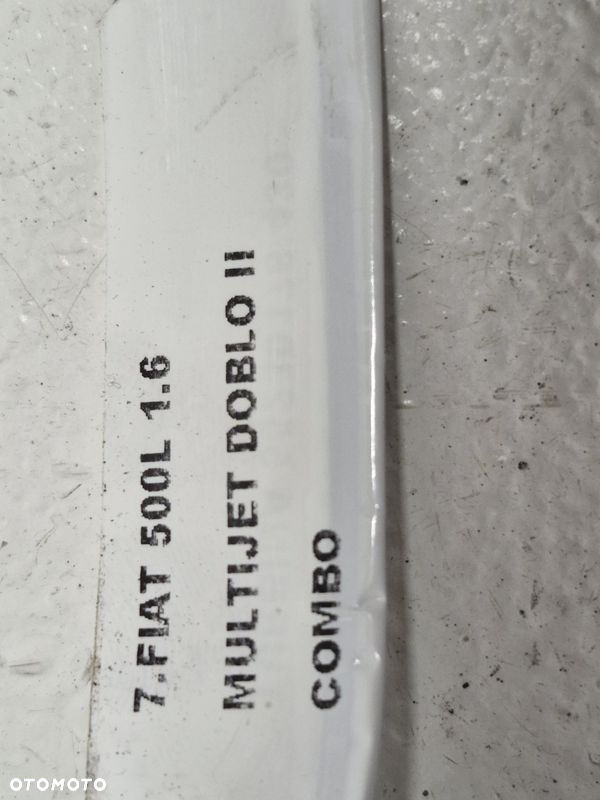 7.FIAT 500L 1.6
MULTIJET DOBLO II
COMBO
OTOMOTO